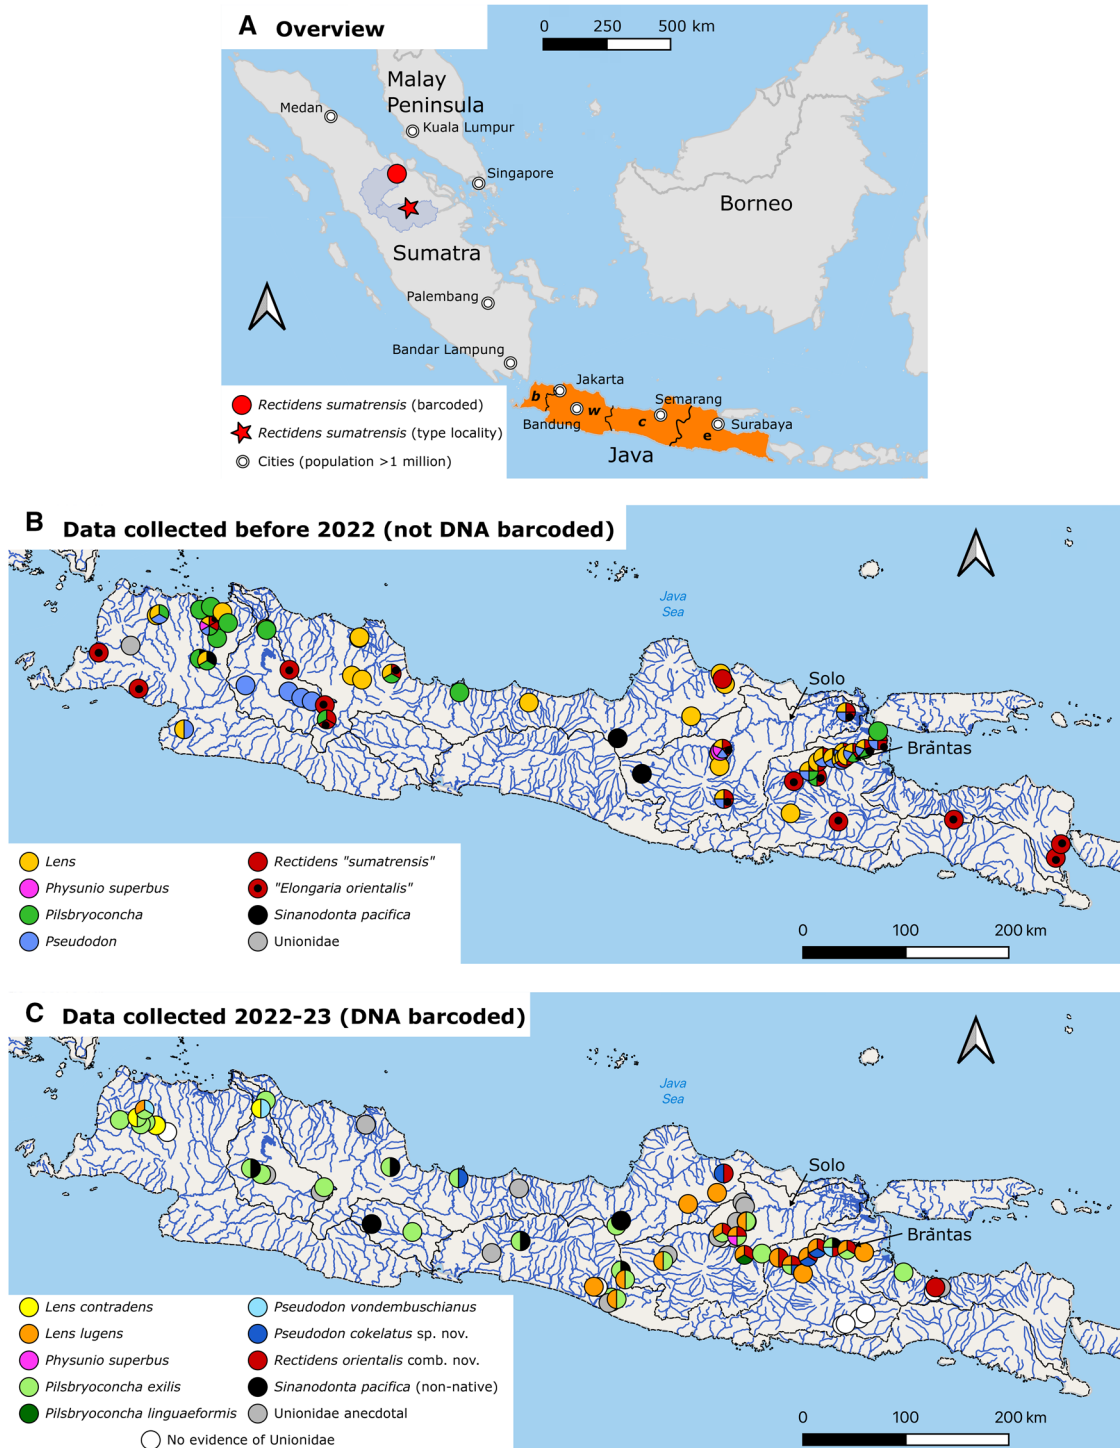 A Overview
0 250 500 km
Malay
Peninsula
Medan
Kuala Lumpur
Singapore
Borneo
Sumatra
Palembang
Bandar Lampung
Jakarta
b
Semarang
w
Bandung
c
e
Surabaya
Java
Rectidens sumatrensis (barcoded)
Rectidens sumatrensis (type locality)
Cities (population >1 million)
B Data collected before 2022 (not DNA barcoded)
Java
Sea
Solo
Brăntas
Lens
Physunio superbus
Pilsbryoconcha
Pseudodon
Rectidens "sumatrensis"
"Elongaria orientalis"
Sinanodonta pacifica
Unionidae
0 100 200 km
C Data collected 2022-23 (DNA barcoded)
Java
Sea
Solo
Brăntas
Lens contradens
Lens lugens
Physunio superbus
Pilsbryoconcha exilis
Pilsbryoconcha linguaeformis
Pseudodon vondembuschianus
Pseudodon cokelatus sp. nov.
Rectidens orientalis comb. nov.
Sinanodonta pacifica (non-native)
Unionidae anecdotal
No evidence of Unionidae
0 100 200 km